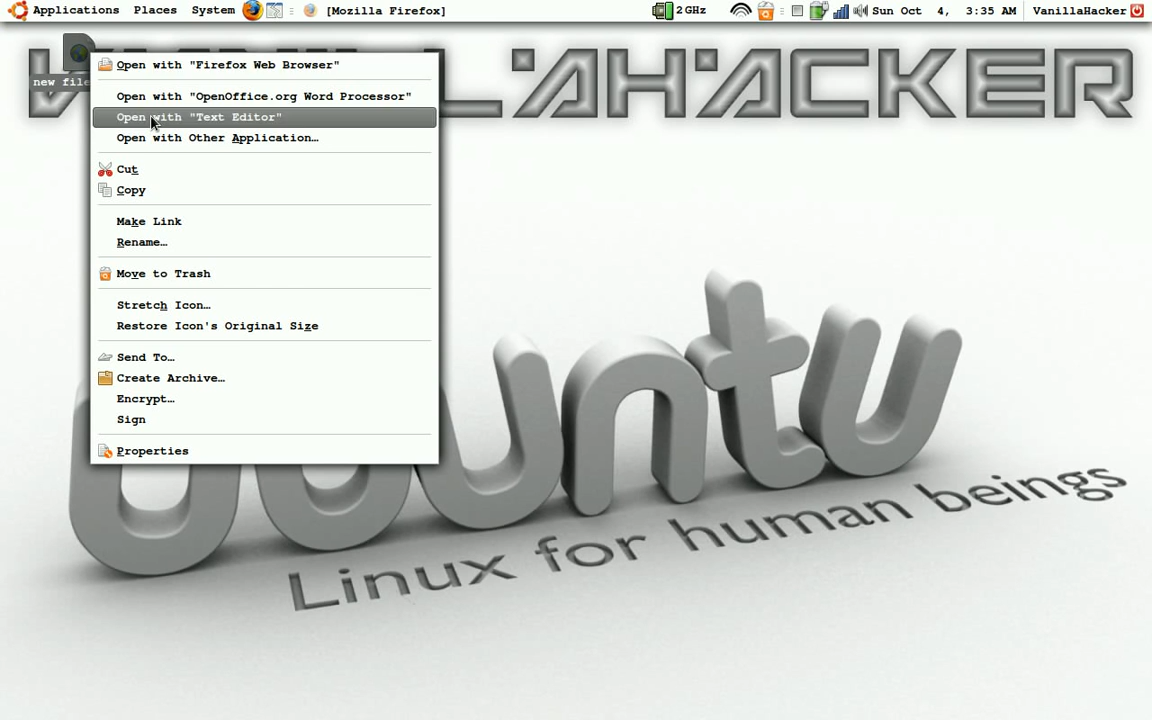 Applications Places System [Mozilla Firefox] 2 GHz Sun Oct 4, 3:35 AM VanillaHacker
LAHACKER
new file
Open with "Firefox Web Browser"
Open with "OpenOffice.org Word Processor"
Open with "Text Editor"
Open with Other Application…
Cut
Copy
Make Link
Rename…
Move to Trash
Stretch Icon…
Restore Icon's Original Size
Send To…
Create Archive…
Encrypt…
Sign
Properties
ubuntu
Linux for human beings